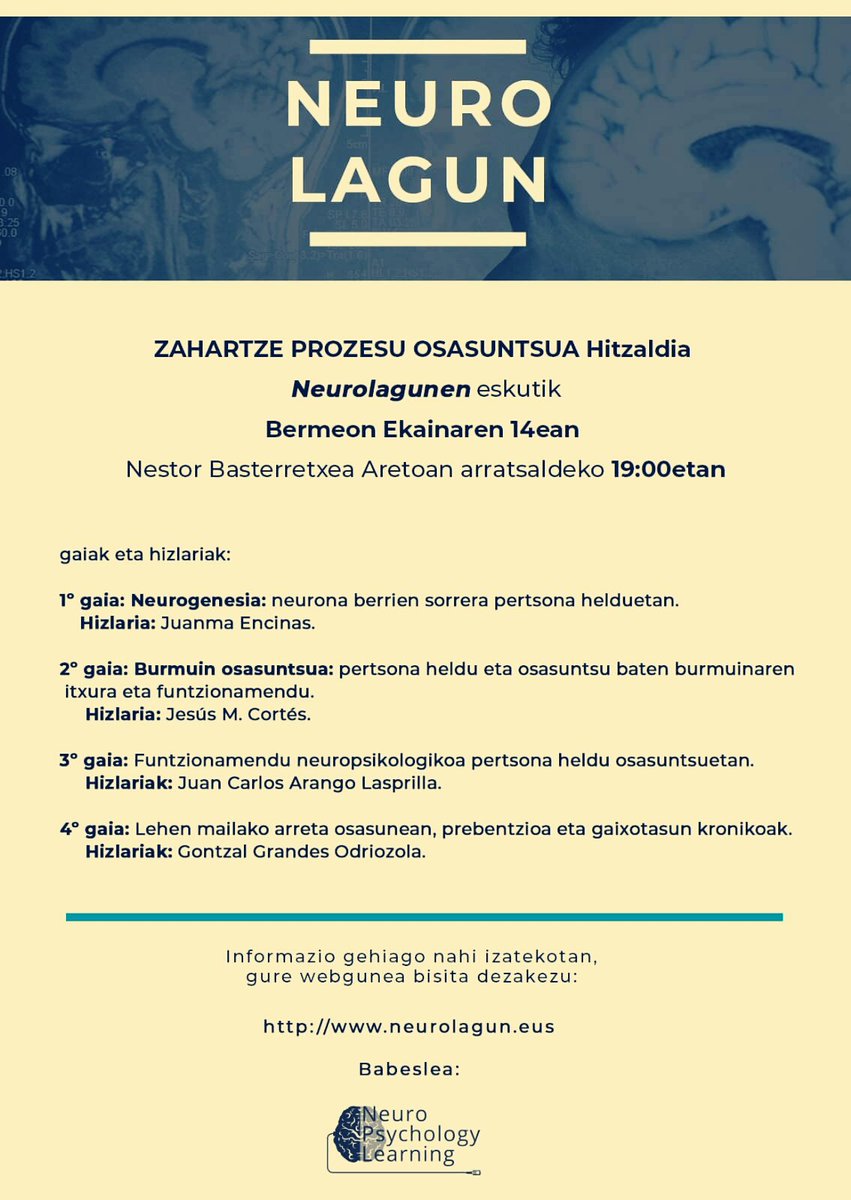 NEURO
LAGUN
ZAHARTZE PROZESU OSASUNTSUA Hitzaldia
Neurolagunen eskutik
Bermeon Ekainaren 14ean
Nestor Basterretxea Aretoan arratsaldeko 19:00etan
gaiak eta hizlariak:
1º gaia: Neurogenesia: neurona berrien sorrera pertsona helduetan.
Hizlaria: Juanma Encinas.
2º gaia: Burmuin osasuntsua: pertsona heldu eta osasuntsu baten burmuinaren
itxura eta funtzionamendu.
Hizlaria: Jesús M. Cortés.
3º gaia: Funtzionamendu neuropsikologikoa pertsona heldu osasuntsuetan.
Hizlariak: Juan Carlos Arango Lasprilla.
4º gaia: Lehen mailako arreta osasunean, prebentzioa eta gaixotasun kronikoak.
Hizlariak: Gontzal Grandes Odriozola.
Informazio gehiago nahi izatekotan,
gure webgunea bisita dezakezu:
http://www.neurolagun.eus
Babeslea:
Neuro
Psychology
Learning